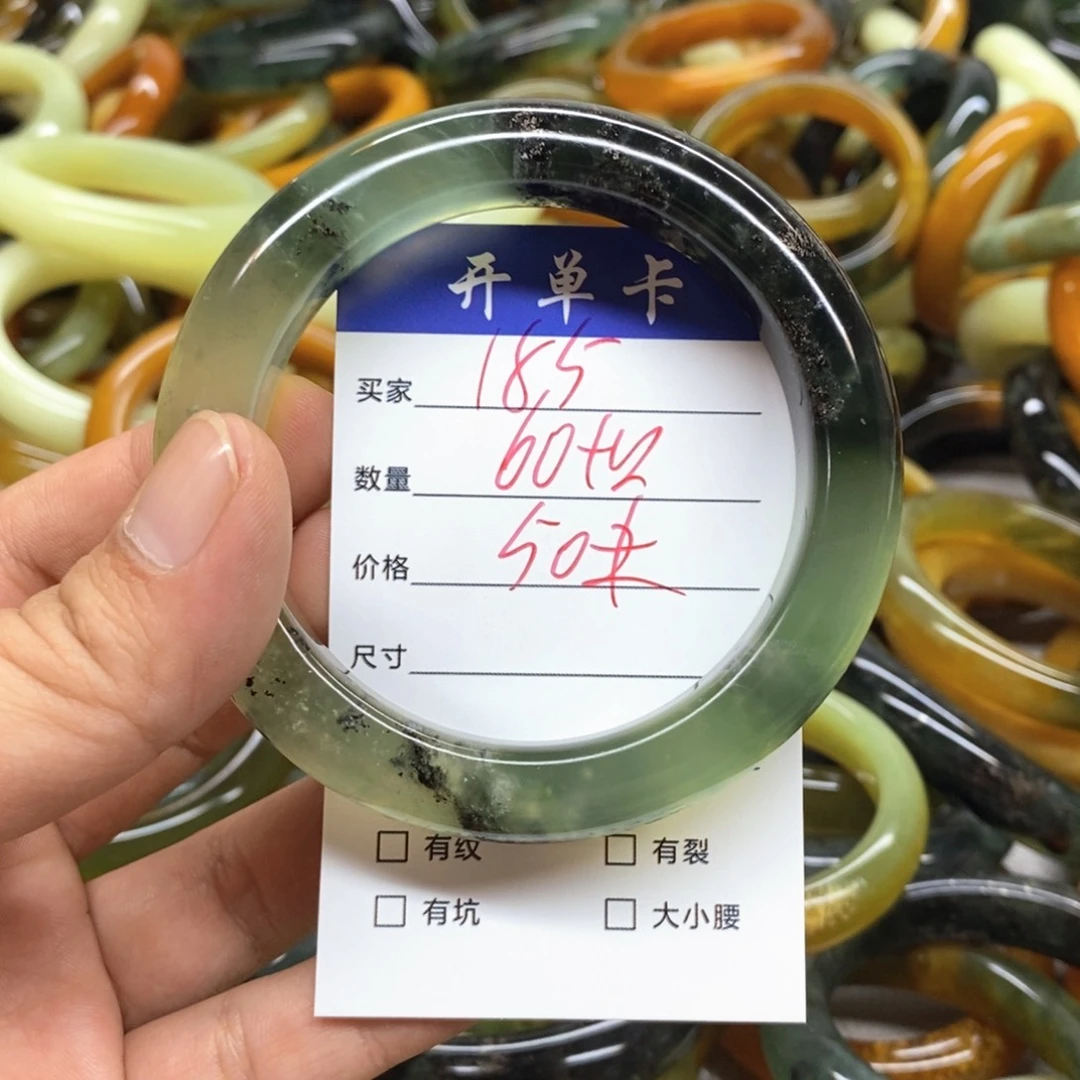 开单卡
买家 185
数量 60+
价格 50
尺寸
□ 有纹 □ 有裂
□ 有坑 □ 大小腰